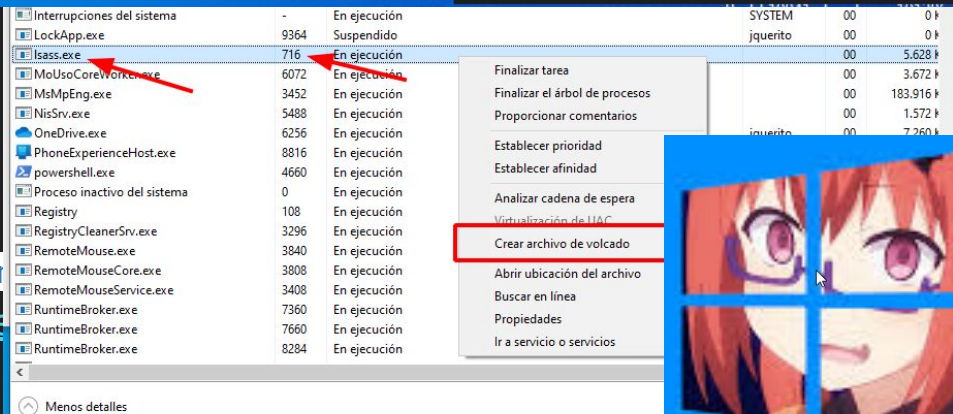 Interrupciones del sistema - En ejecución SYSTEM 00 0 K
LockApp.exe 9364 Suspendido jquerito 00 0 K
lsass.exe 716 En ejecución 00 5.628 K
MoUsoCoreWorker.exe 6072 En ejecución 00 3.672 K
MsMpEng.exe 3452 En ejecución 00 183.916 K
NisSrv.exe 5488 En ejecución 00 1.572 K
OneDrive.exe 6256 En ejecución jquerito 00 7.260 K
PhoneExperienceHost.exe 8816 En ejecución
powershell.exe 4660 En ejecución
Proceso inactivo del sistema 0 En ejecución
Registry 108 En ejecución
RegistryCleanerSrv.exe 3296 En ejecución
RemoteMouse.exe 3840 En ejecución
RemoteMouseCore.exe 3808 En ejecución
RemoteMouseService.exe 3408 En ejecución
RuntimeBroker.exe 7360 En ejecución
RuntimeBroker.exe 7660 En ejecución
RuntimeBroker.exe 8284 En ejecución
Finalizar tarea
Finalizar el árbol de procesos
Proporcionar comentarios
Establecer prioridad
Establecer afinidad
Analizar cadena de espera
Virtualización de UAC
Crear archivo de volcado
Abrir ubicación del archivo
Buscar en línea
Propiedades
Ir a servicio o servicios
Menos detalles